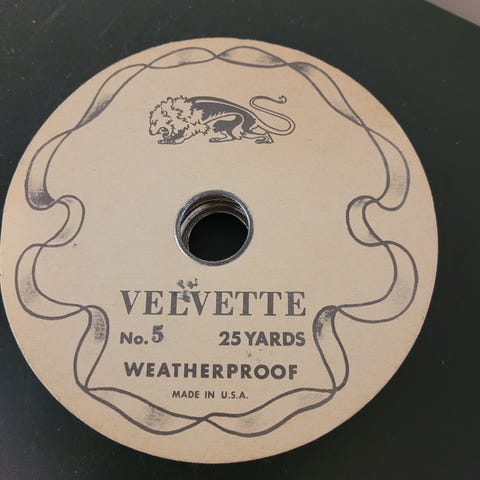 VELVETTE
No. 5 25 YARDS
WEATHERPROOF
MADE IN U.S.A.